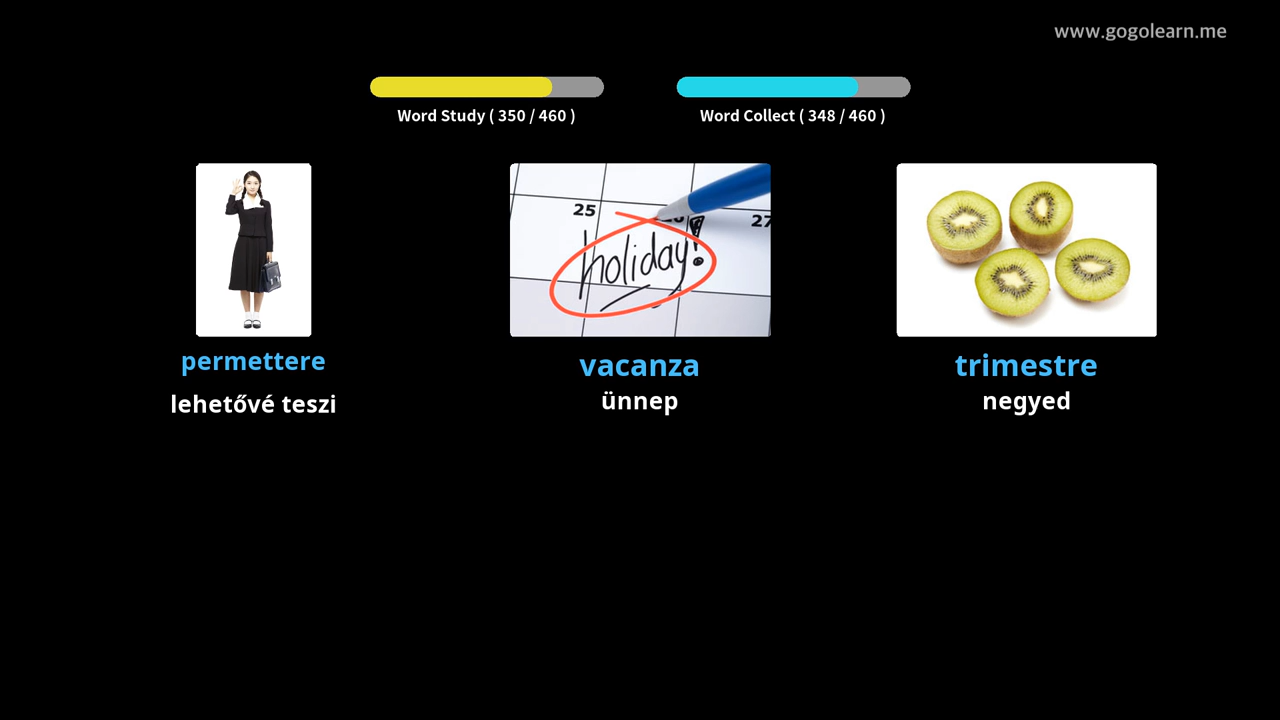 www.gogolearn.me
Word Study ( 350 / 460 )
Word Collect ( 348 / 460 )
25
27
holiday!
permettere
vacanza
trimestre
lehetővé teszi
ünnep
negyed